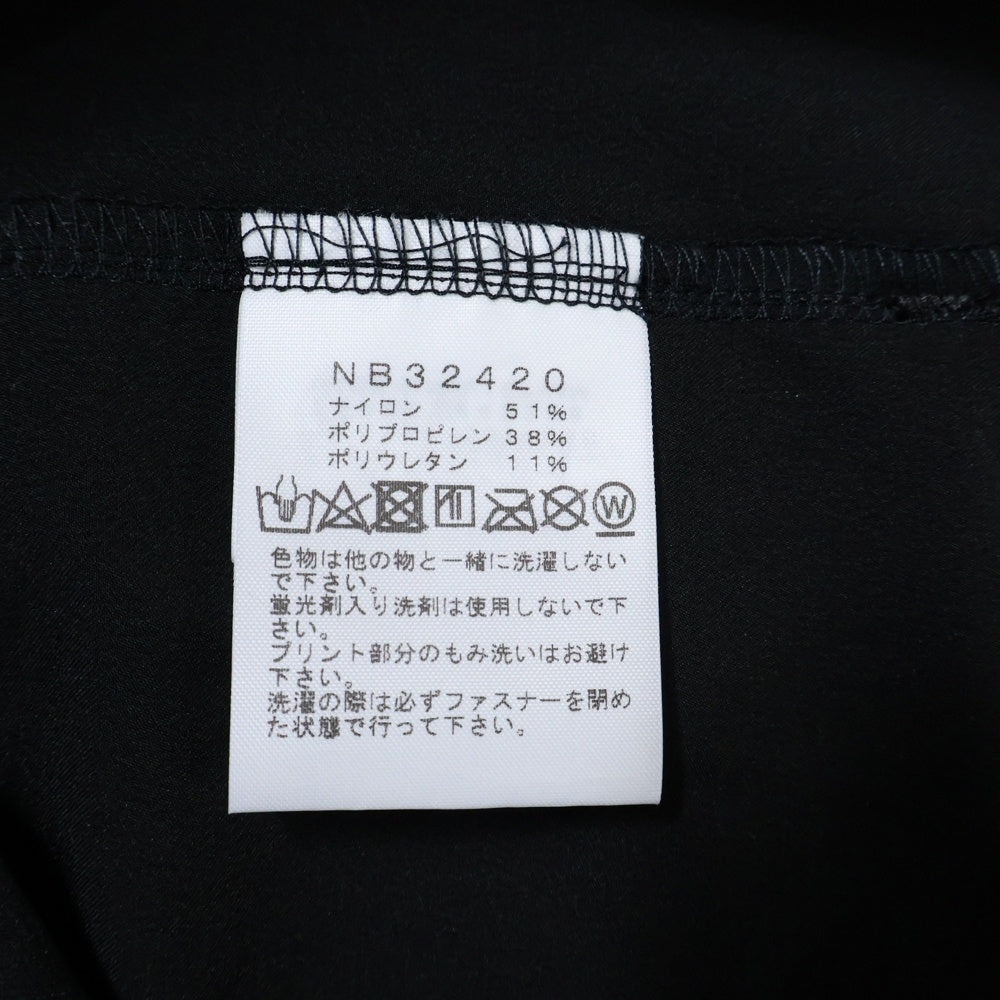 NB32420
ナイロン 51%
ポリプロピレン 38%
ポリウレタン 11%
W
色物は他の物と一緒に洗濯しない
で下さい。
蛍光剤入り洗剤は使用しないで下
さい。
プリント部分のもみ洗いはお避け
下さい。
洗濯の際は必ずファスナーを閉め
た状態で行って下さい。